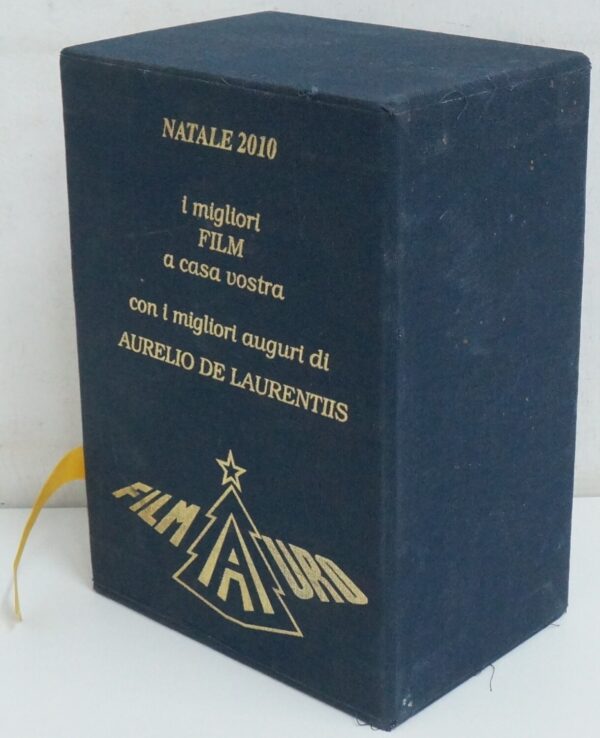 NATALE 2010
i migliori
FILM
a casa vostra
con i migliori auguri di
AURELIO DE LAURENTIIS
FILMAURO